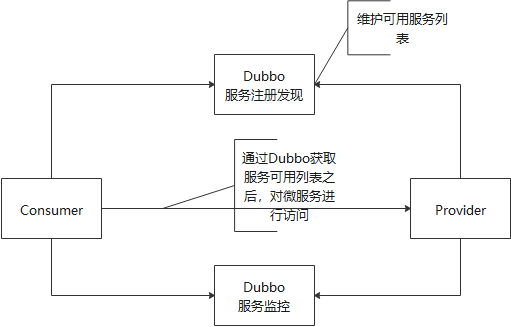 维护可用服务列
表
Dubbo
服务注册发现
通过Dubbo获取
服务可用列表之
后，对微服务进
行访问
Consumer
Provider
Dubbo
服务监控